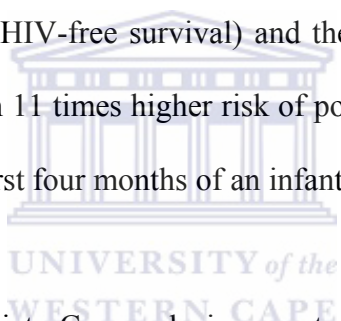 HIV-free survival) and the
11 times higher risk of po
rst four months of an infant
UNIVERSITY of the
WESTERN CAPE